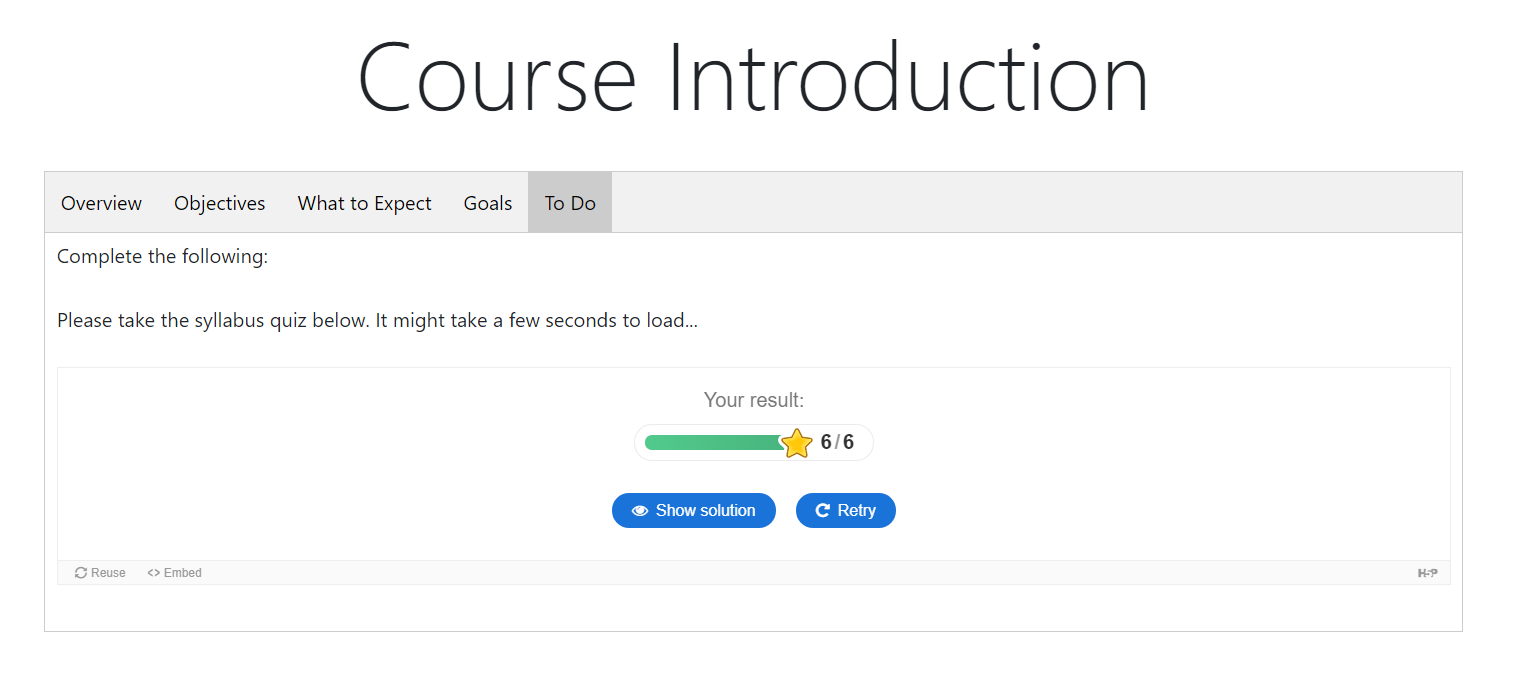 Course Introduction
Overview Objectives What to Expect Goals To Do
Complete the following:
Please take the syllabus quiz below. It might take a few seconds to load...
Your result:
6/6
Show solution Retry
Reuse <> Embed H-P